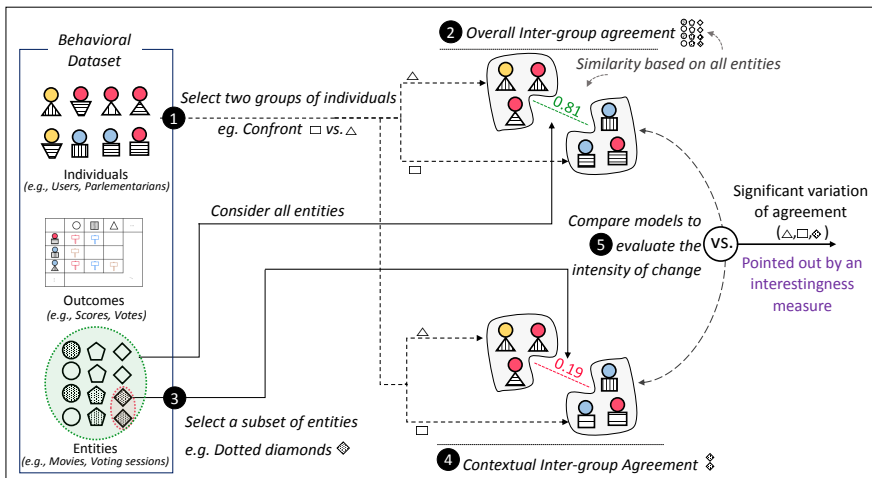 Behavioral
Dataset
Individuals
(e.g., Users, Parlementarians)
Outcomes
(e.g., Scores, Votes)
Entities
(e.g., Movies, Voting sessions)
1
Select two groups of individuals
eg. Confront □ vs. △
Consider all entities
3
Select a subset of entities
e.g. Dotted diamonds
2 Overall Inter-group agreement
Similarity based on all entities
0.81
Compare models to
5 evaluate the
intensity of change
vs.
Significant variation
of agreement
(△,□,◈)
Pointed out by an
interestingness
measure
0.19
4 Contextual Inter-group Agreement